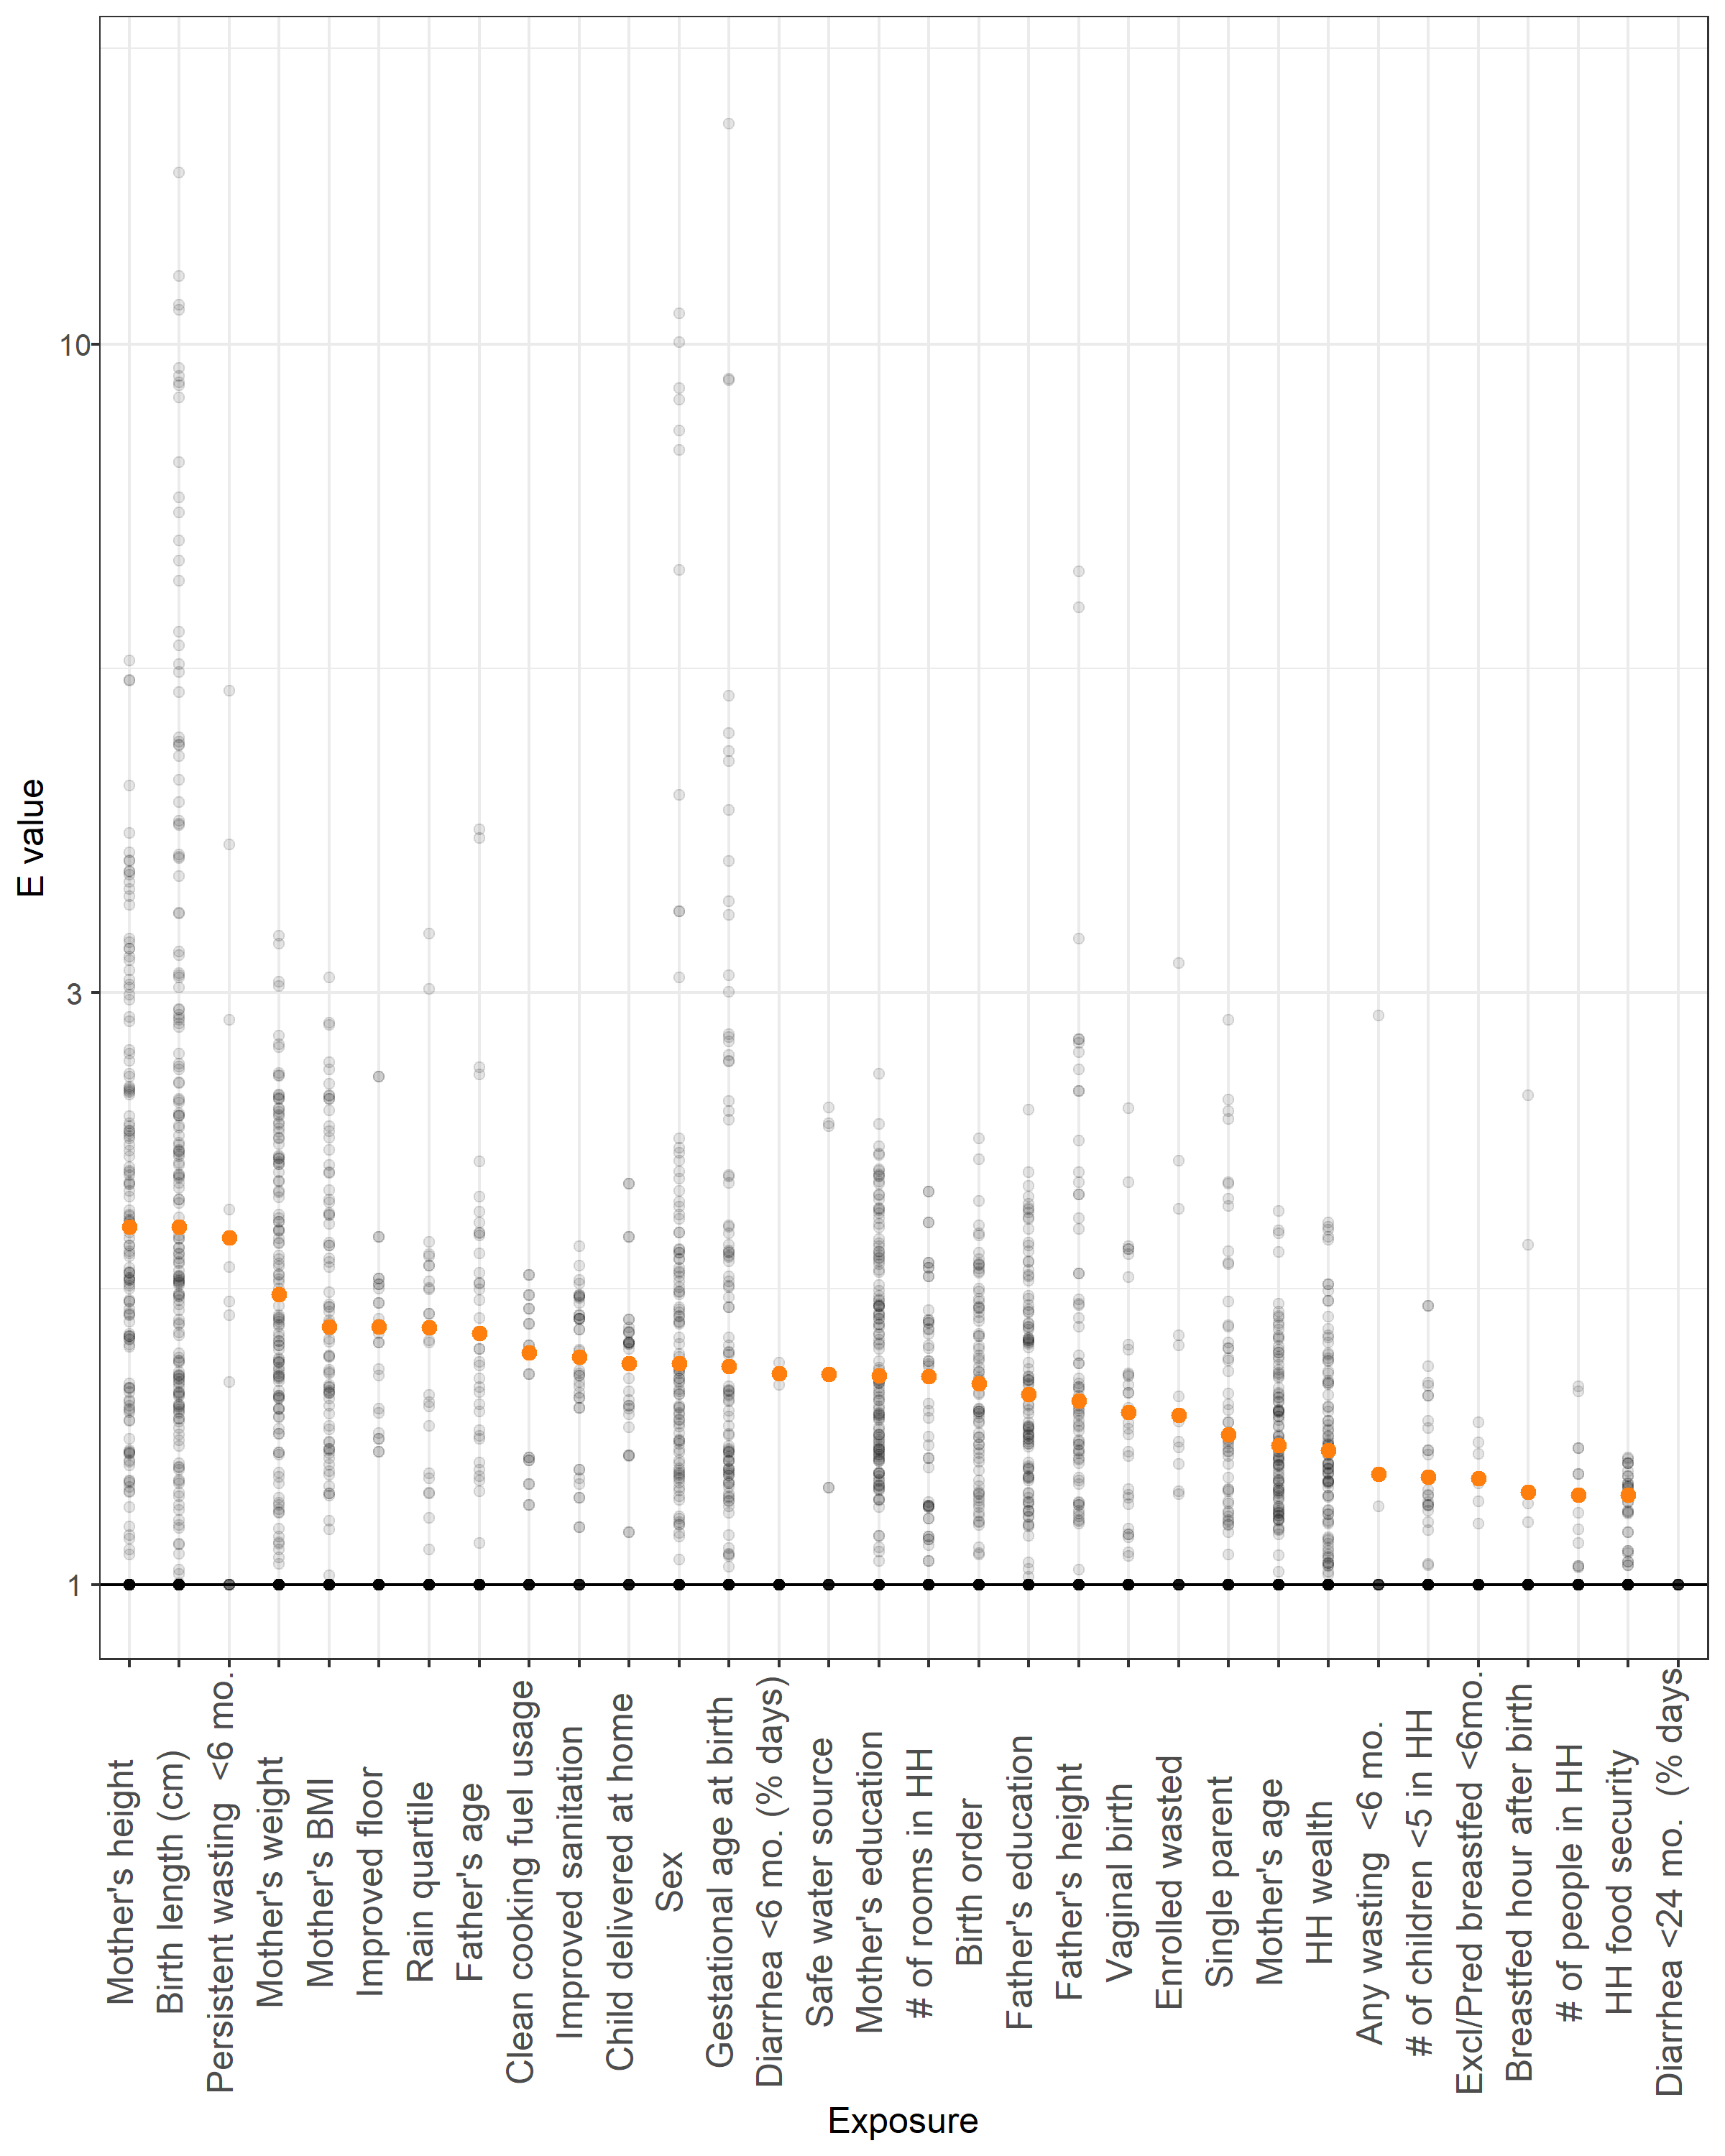 10
3
1
E value
Mother's height
Birth length (cm)
Persistent wasting <6 mo.
Mother's weight
Mother's BMI
Improved floor
Rain quartile
Father's age
Clean cooking fuel usage
Improved sanitation
Child delivered at home
Sex
Gestational age at birth
Diarrhea <6 mo. (% days)
Safe water source
Mother's education
# of rooms in HH
Birth order
Father's education
Father's height
Vaginal birth
Enrolled wasted
Single parent
Mother's age
HH wealth
Any wasting <6 mo.
# of children <5 in HH
Excl/Pred breastfed <6mo.
Breastfed hour after birth
# of people in HH
HH food security
Diarrhea <24 mo. (% days
Exposure